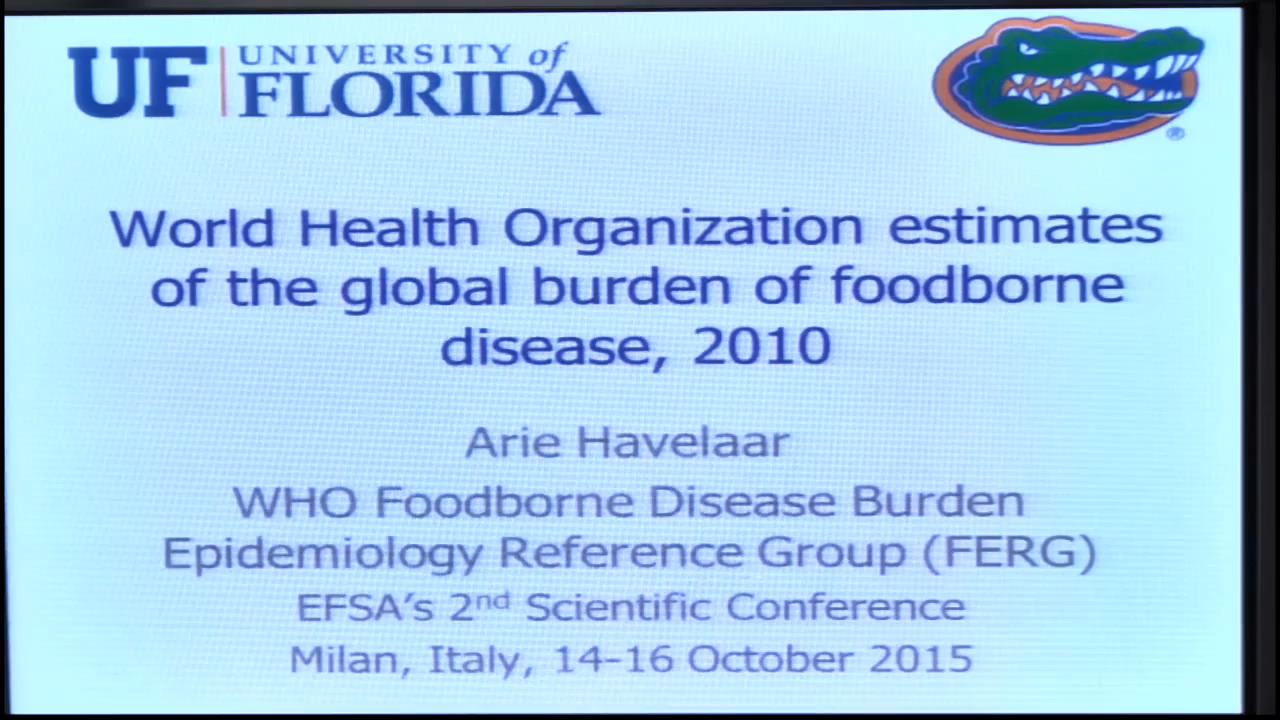 UF UNIVERSITY of FLORIDA
World Health Organization estimates
of the global burden of foodborne
disease, 2010
Arie Havelaar
WHO Foodborne Disease Burden
Epidemiology Reference Group (FERG)
EFSA's 2nd Scientific Conference
Milan, Italy, 14-16 October 2015
®